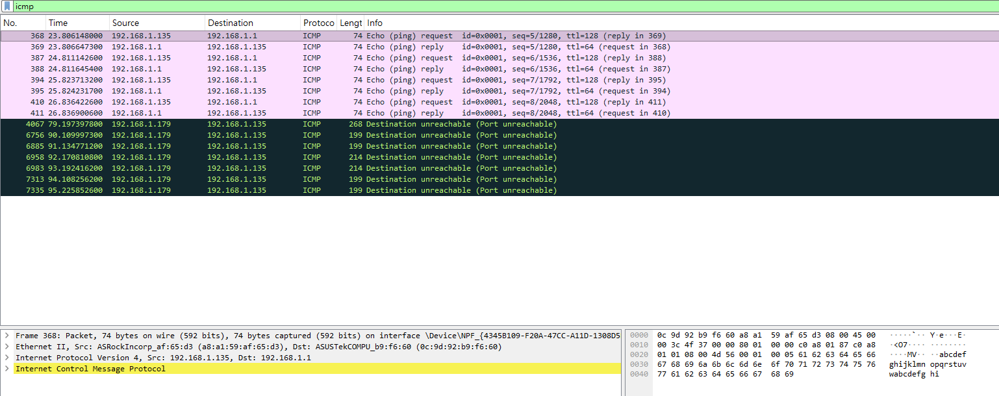 icmp
No. Time Source Destination Protoco Lengt Info
368 23.806148000 192.168.1.135 192.168.1.1 ICMP 74 Echo (ping) request id=0x0001, seq=5/1280, ttl=128 (reply in 369)
369 23.806647300 192.168.1.1 192.168.1.135 ICMP 74 Echo (ping) reply id=0x0001, seq=5/1280, ttl=64 (request in 368)
387 24.811142600 192.168.1.135 192.168.1.1 ICMP 74 Echo (ping) request id=0x0001, seq=6/1536, ttl=128 (reply in 388)
388 24.811645400 192.168.1.1 192.168.1.135 ICMP 74 Echo (ping) reply id=0x0001, seq=6/1536, ttl=64 (request in 387)
394 25.823713200 192.168.1.135 192.168.1.1 ICMP 74 Echo (ping) request id=0x0001, seq=7/1792, ttl=128 (reply in 395)
395 25.824231700 192.168.1.1 192.168.1.135 ICMP 74 Echo (ping) reply id=0x0001, seq=7/1792, ttl=64 (request in 394)
410 26.836422600 192.168.1.135 192.168.1.1 ICMP 74 Echo (ping) request id=0x0001, seq=8/2048, ttl=128 (reply in 411)
411 26.836900600 192.168.1.1 192.168.1.135 ICMP 74 Echo (ping) reply id=0x0001, seq=8/2048, ttl=64 (request in 410)
4067 79.197397800 192.168.1.179 192.168.1.135 ICMP 268 Destination unreachable (Port unreachable)
6756 90.109997300 192.168.1.179 192.168.1.135 ICMP 199 Destination unreachable (Port unreachable)
6885 91.134771200 192.168.1.179 192.168.1.135 ICMP 199 Destination unreachable (Port unreachable)
6958 92.170810800 192.168.1.179 192.168.1.135 ICMP 214 Destination unreachable (Port unreachable)
6983 93.192416200 192.168.1.179 192.168.1.135 ICMP 214 Destination unreachable (Port unreachable)
7313 94.108256200 192.168.1.179 192.168.1.135 ICMP 199 Destination unreachable (Port unreachable)
7335 95.225852600 192.168.1.179 192.168.1.135 ICMP 199 Destination unreachable (Port unreachable)
Frame 368: Packet, 74 bytes on wire (592 bits), 74 bytes captured (592 bits) on interface \Device\NPF_{4345B109-F20A-47CC-A11D-1308D5
Ethernet II, Src: ASRockIncorp_af:65:d3 (a8:a1:59:af:65:d3), Dst: ASUSTekCOMPU_b9:f6:60 (0c:9d:92:b9:f6:60)
Internet Protocol Version 4, Src: 192.168.1.135, Dst: 192.168.1.1
Internet Control Message Protocol
0000 0c 9d 92 b9 f6 60 a8 a1 59 af 65 d3 08 00 45 00 ·····`·· Y·e···E·
0010 00 3c 4f 37 00 00 80 01 00 00 c0 a8 01 87 c0 a8 ·<O7···· ········
0020 01 01 08 00 4d 56 00 01 00 05 61 62 63 64 65 66 ····MV·· ··abcdef
0030 67 68 69 6a 6b 6c 6d 6e 6f 70 71 72 73 74 75 76 ghijklmn opqrstuv
0040 77 61 62 63 64 65 66 67 68 69 wabcdefg hi